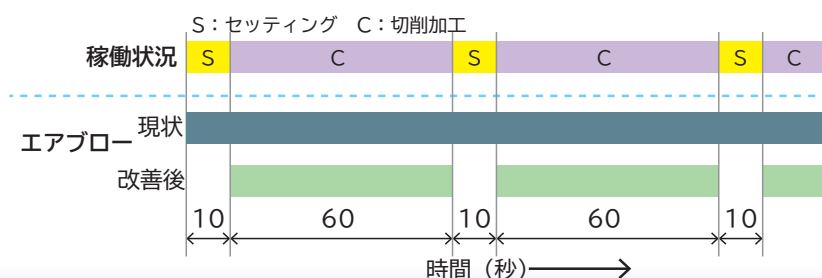 S：セッティング　C：切削加工
稼働状況 S C S C S C
エアブロー
現状
改善後
10 60 10 60 10
時間（秒）